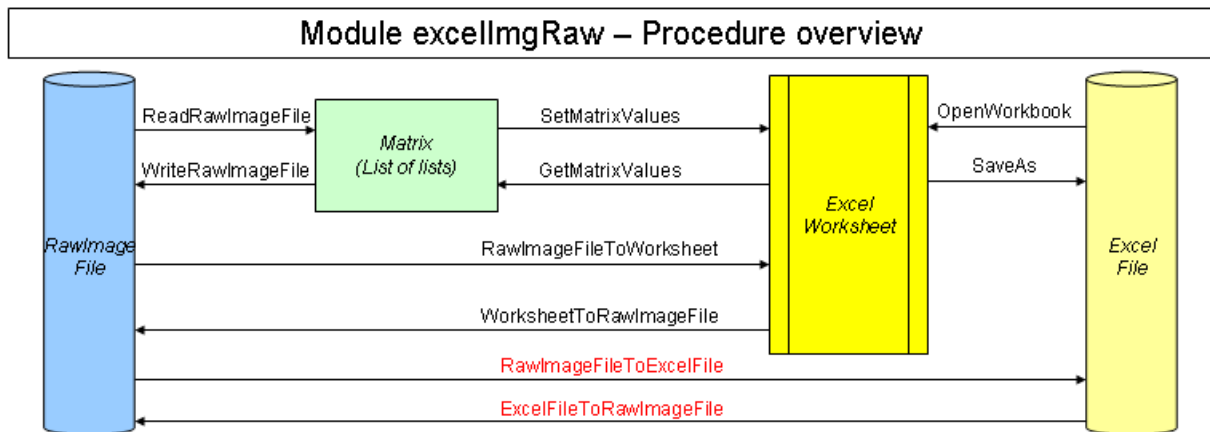 Module excelImgRaw – Procedure overview
ReadRawImageFile
SetMatrixValues
OpenWorkbook
Matrix
(List of lists)
WriteRawImageFile
GetMatrixValues
SaveAs
Excel
Worksheet
RawImage
File
RawImageFileToWorksheet
Excel
File
WorksheetToRawImageFile
RawImageFileToExcelFile
ExcelFileToRawImageFile